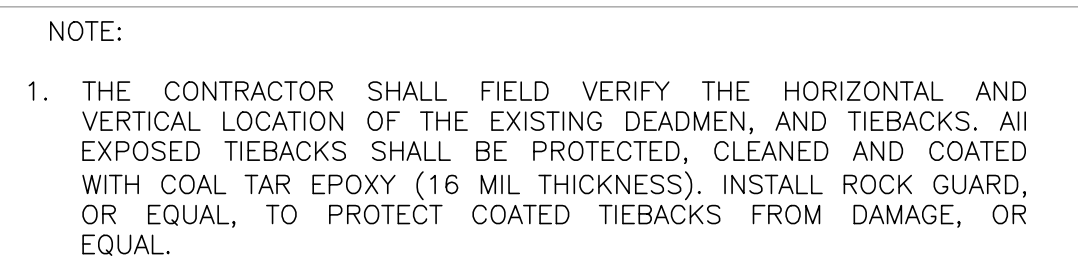 NOTE:
1. THE CONTRACTOR SHALL FIELD VERIFY THE HORIZONTAL AND
VERTICAL LOCATION OF THE EXISTING DEADMEN, AND TIEBACKS. All
EXPOSED TIEBACKS SHALL BE PROTECTED, CLEANED AND COATED
WITH COAL TAR EPOXY (16 MIL THICKNESS). INSTALL ROCK GUARD,
OR EQUAL, TO PROTECT COATED TIEBACKS FROM DAMAGE, OR
EQUAL.